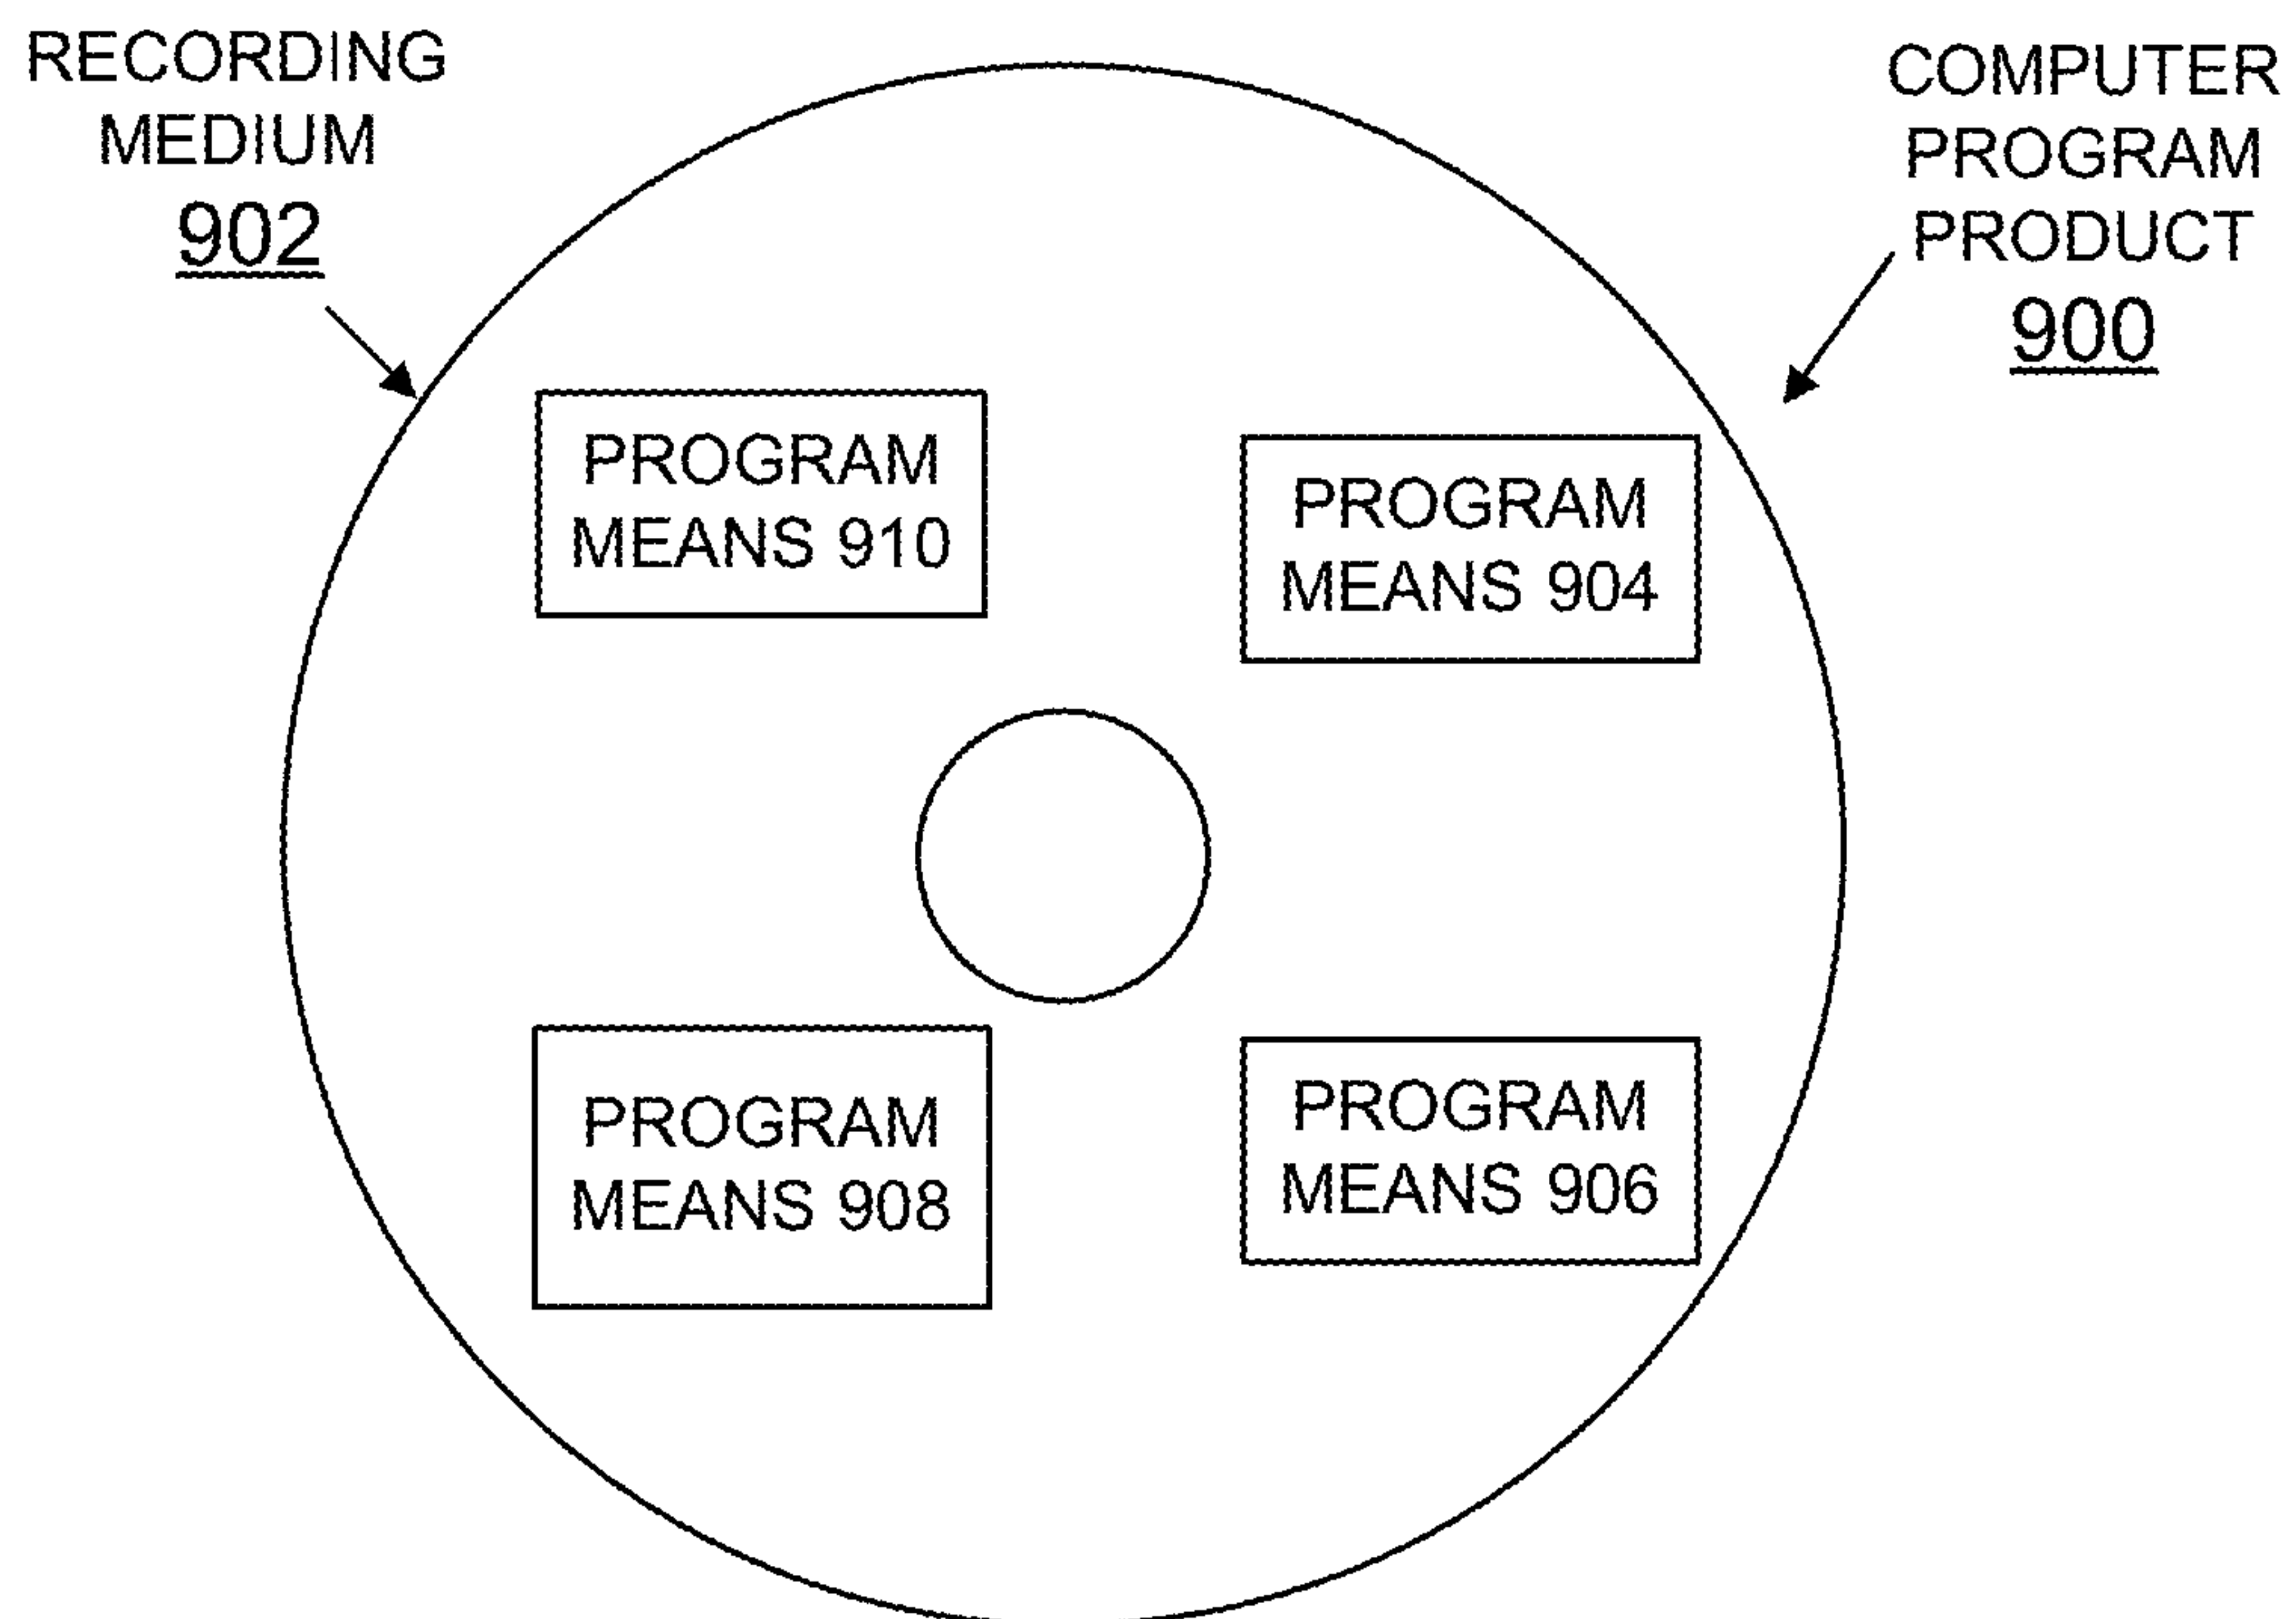 RECORDING
MEDIUM
902
COMPUTER
PROGRAM
PRODUCT
900
PROGRAM
MEANS 910
PROGRAM
MEANS 904
PROGRAM
MEANS 908
PROGRAM
MEANS 906